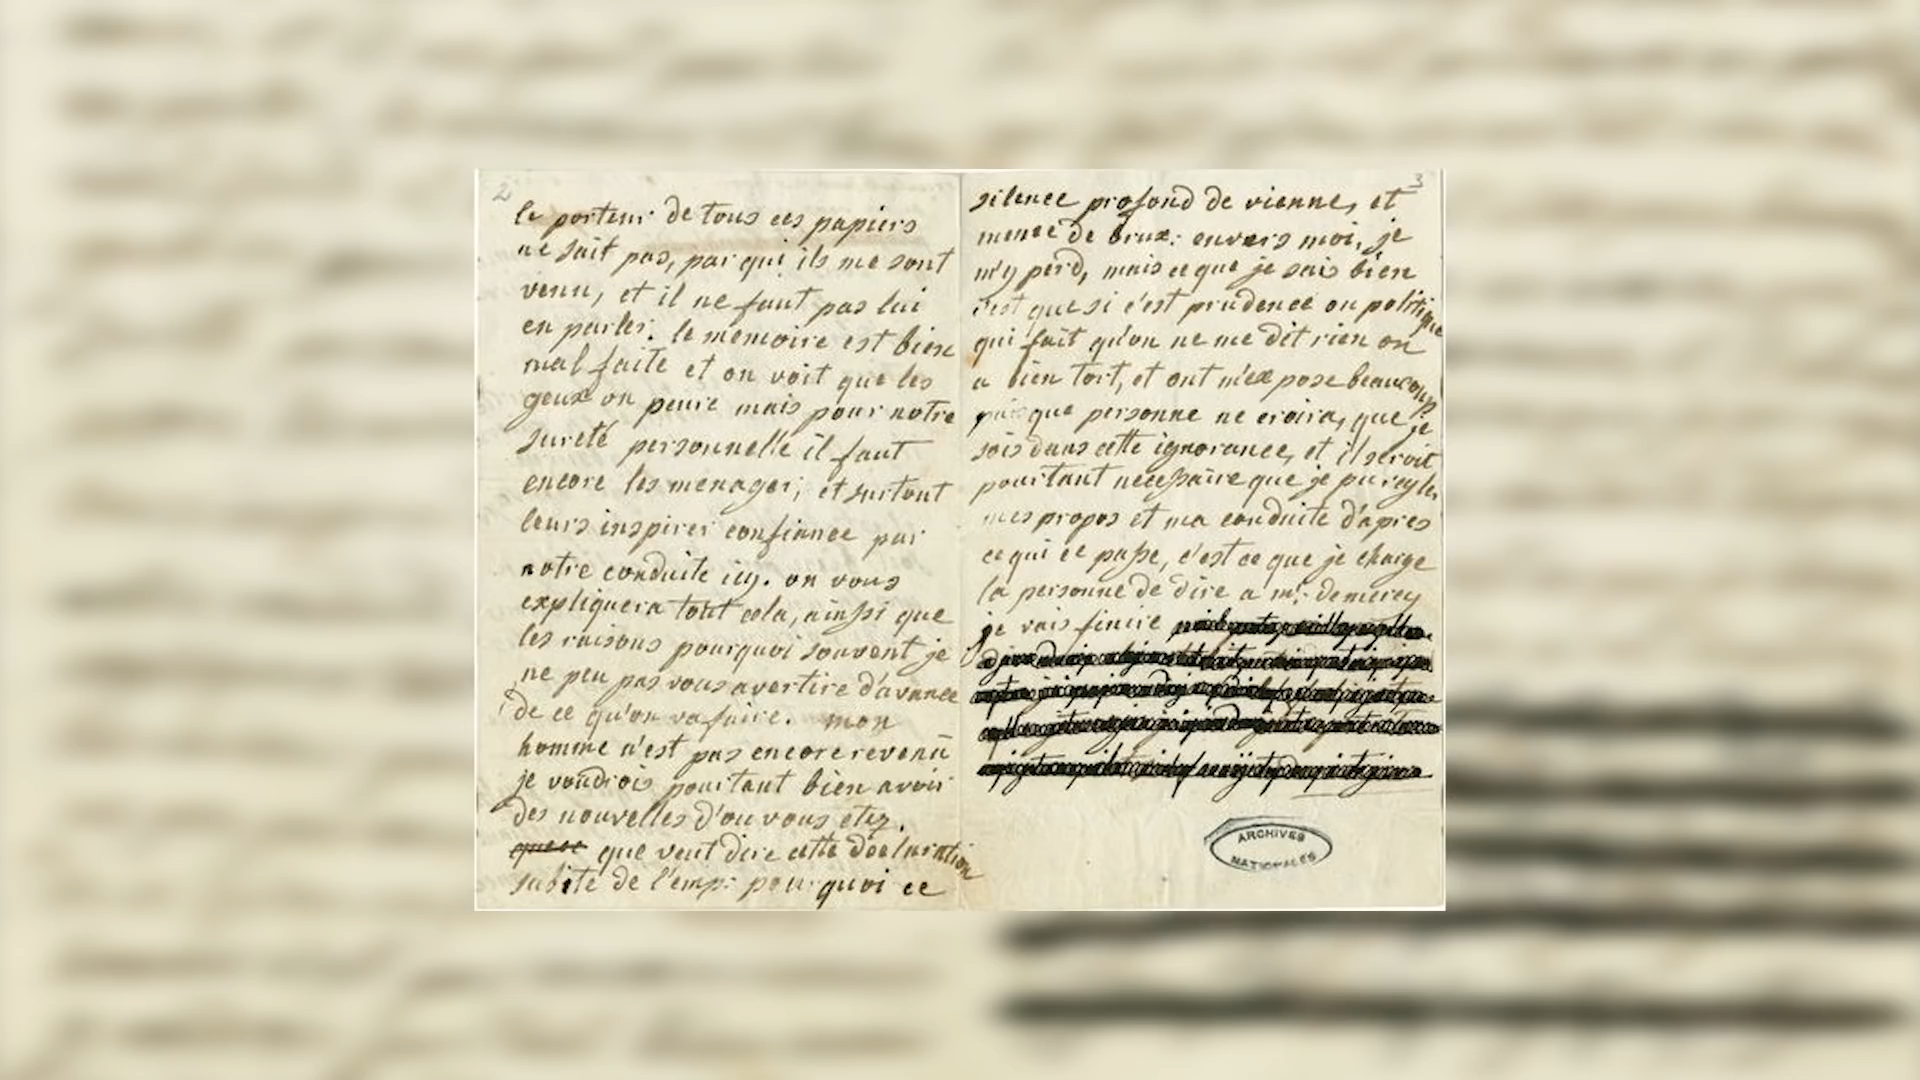 2
le porteur de tous ces papiers
ne sait pas, par qui ils me sont
venu, et il ne faut pas lui
en parler. le memoire est bien
mal faite et on voit que les
geux on peure mais pour notre
sureté personnelle il faut
encore les menager, et surtout
leurs inspirer confiance par
notre conduite icy. on vous
expliquera tout cela, ainssi que
les raisons pourquoi souvent je
ne peu pas vous avertire d'avance
de ce qu'on va faire. mon
homme n'est pas encore revenu
je voudrois pourtant bien avoir
des nouvelles d'ou vous etez.
que veut dire cette déclaration
subite de l'emp: pourquoi ce
3
silence profond de vienne, et
meme de brux: envers moi, je
m'y perd, mais ce que je sais bien
c'est que si c'est prudence ou politique
qui fait qu'on ne me dit rien on
a bien tort, et ont m'expose beaucoup
puisque personne ne croira, que je
sois dans cette ignorance, et il seroit
pourtant necessaire que je pu regler
mes propos et ma conduite d'apres
ce qui ce passe, c'est ce que je charge
la personne de dire a mr: demercy
je vais finire
ARCHIVES
NATIONALES